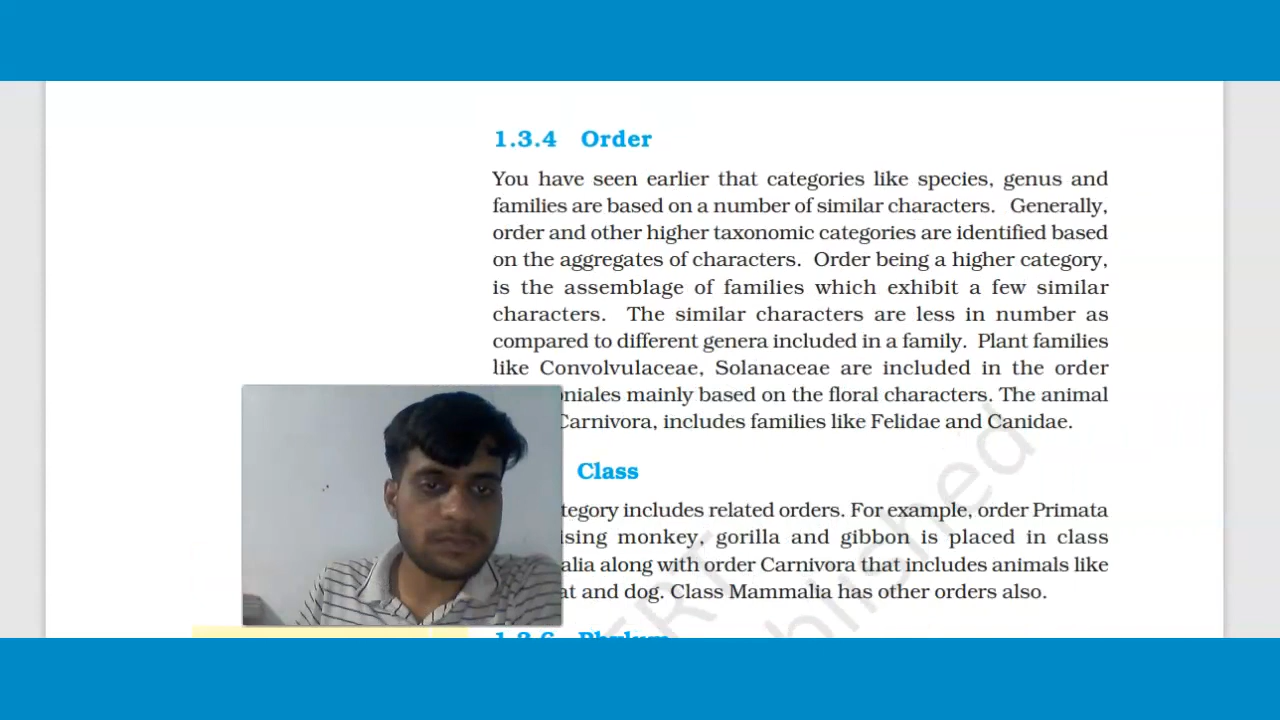 1.3.4 Order
You have seen earlier that categories like species, genus and
families are based on a number of similar characters. Generally,
order and other higher taxonomic categories are identified based
on the aggregates of characters. Order being a higher category,
is the assemblage of families which exhibit a few similar
characters. The similar characters are less in number as
compared to different genera included in a family. Plant families
like Convolvulaceae, Solanaceae are included in the order
oniales mainly based on the floral characters. The animal
Carnivora, includes families like Felidae and Canidae.
Class
tegory includes related orders. For example, order Primata
ising monkey, gorilla and gibbon is placed in class
alia along with order Carnivora that includes animals like
at and dog. Class Mammalia has other orders also.
1.3.6 Phylum